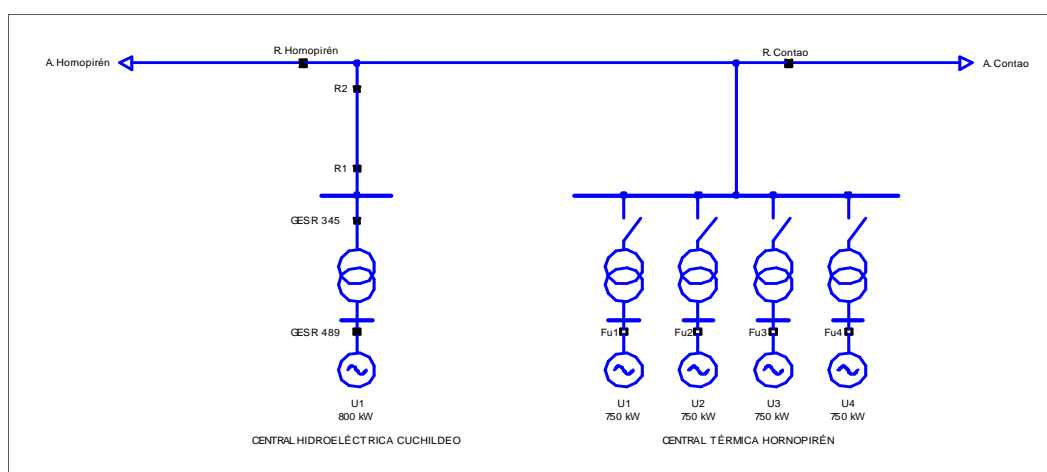 R. Hornopirén
R. Contao
A. Hornopirén
A. Contao
R2
R1
GESR 345
GESR 489
Fu1
Fu2
Fu3
Fu4
U1
U1
U2
U3
U4
800 kW
750 kW
750 kW
750 kW
750 kW
CENTRAL HIDROELÉCTRICA CUCHILDEO
CENTRAL TÉRMICA HORNOPIRÉN